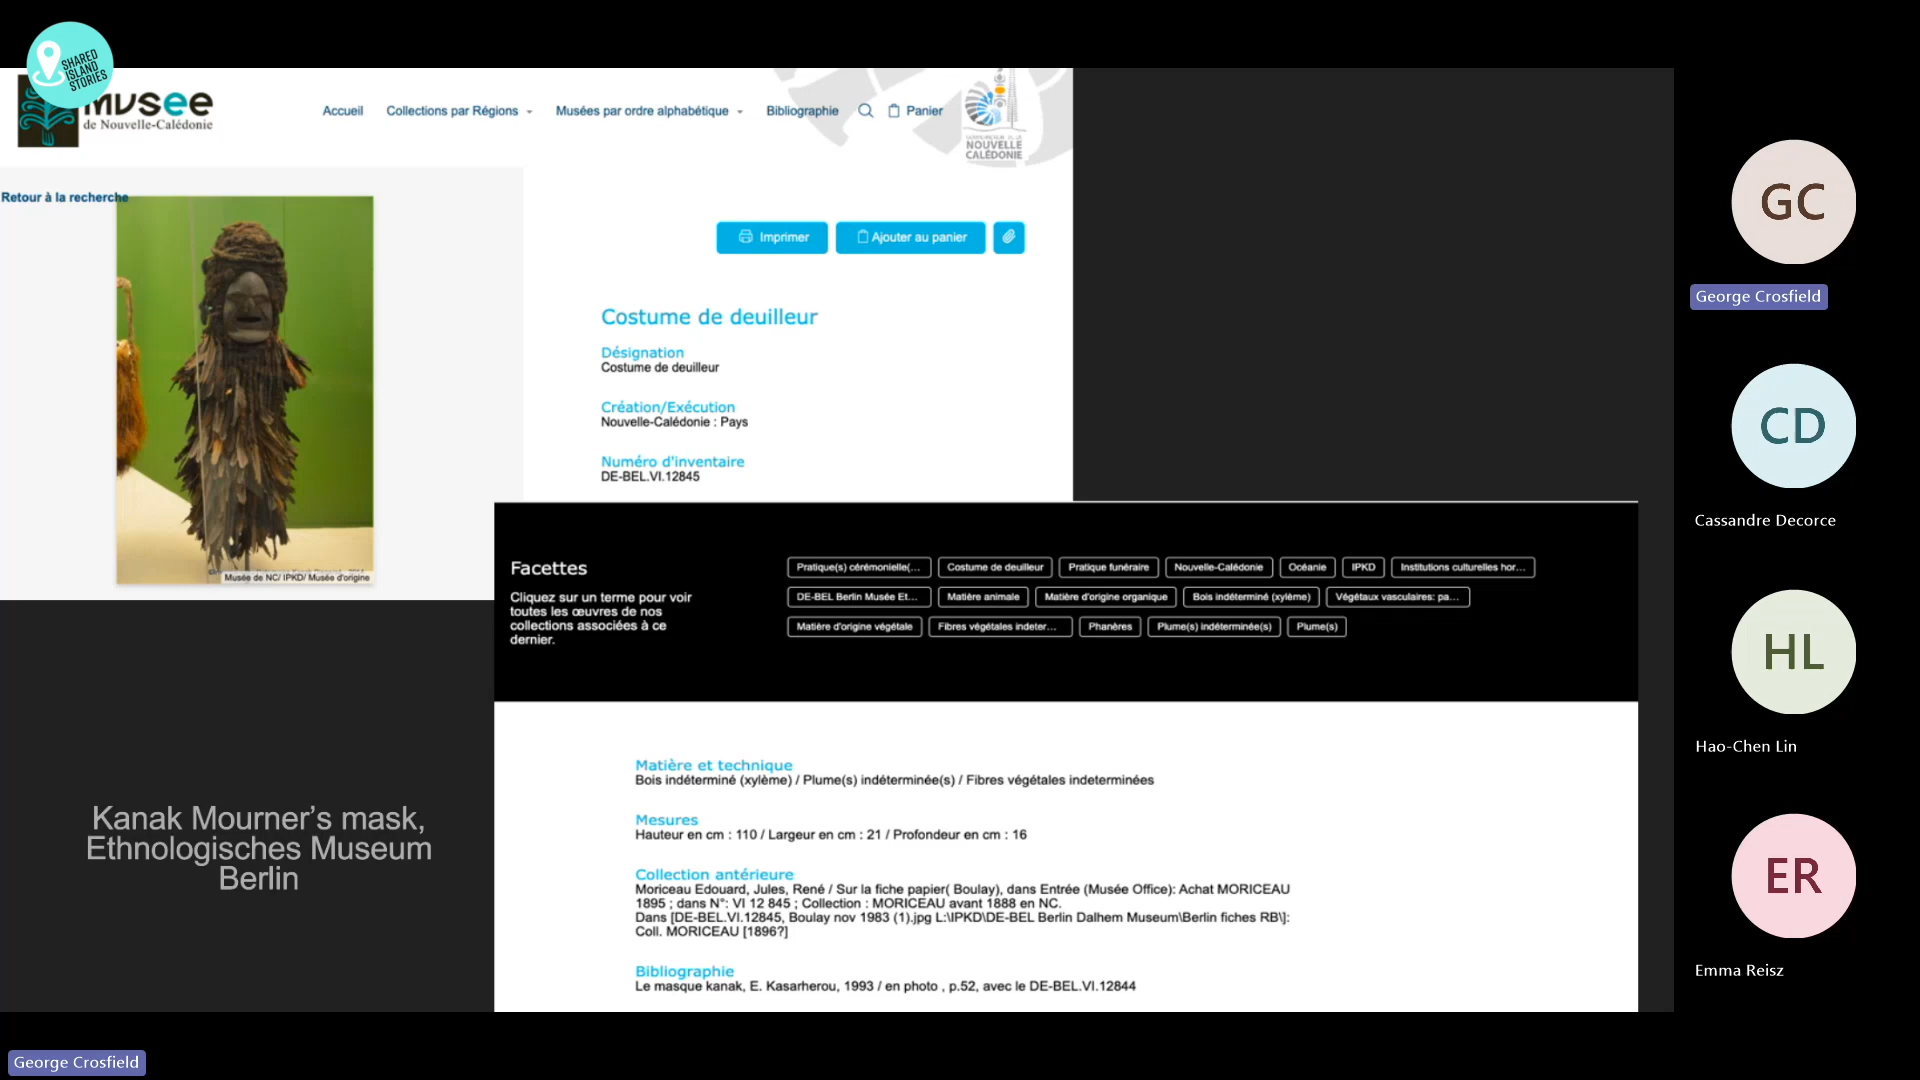 SHARED
ISLAND
STORIES
MUSEE
de Nouvelle-Calédonie
Accueil
Collections par Régions
Musées par ordre alphabétique
Bibliographie
Panier
NOUVELLE
CALÉDONIE
Retour à la recherche
Musée de NC/ IPKD/ Musée d'origine
Imprimer
Ajouter au panier
Costume de deuilleur
Désignation
Costume de deuilleur
Création/Exécution
Nouvelle-Calédonie : Pays
Numéro d'inventaire
DE-BEL.VI.12845
Facettes
Cliquez sur un terme pour voir
toutes les œuvres de nos
collections associées à ce
dernier.
Pratique(s) cérémonielle(... Costume de deuilleur Pratique funéraire Nouvelle-Calédonie Océanie IPKD Institutions culturelles hor...
DE-BEL Berlin Musée Et... Matière animale Matière d'origine organique Bois indéterminé (xylème) Végétaux vasculaires: pa...
Matière d'origine végétale Fibres végétales indeter... Phanères Plume(s) indéterminée(s) Plume(s)
Matière et technique
Bois indéterminé (xylème) / Plume(s) indéterminée(s) / Fibres végétales indeterminées
Mesures
Hauteur en cm : 110 / Largeur en cm : 21 / Profondeur en cm : 16
Collection antérieure
Moriceau Edouard, Jules, René / Sur la fiche papier( Boulay), dans Entrée (Musée Office): Achat MORICEAU
1895 ; dans N°: VI 12 845 ; Collection : MORICEAU avant 1888 en NC.
Dans [DE-BEL.VI.12845, Boulay nov 1983 (1).jpg L:\IPKD\DE-BEL Berlin Dalhem Museum\Berlin fiches RB\]:
Coll. MORICEAU [1896?]
Bibliographie
Le masque kanak, E. Kasarherou, 1993 / en photo , p.52, avec le DE-BEL.VI.12844
Kanak Mourner's mask,
Ethnologisches Museum
Berlin
GC
George Crosfield
CD
Cassandre Decorce
HL
Hao-Chen Lin
ER
Emma Reisz
George Crosfield